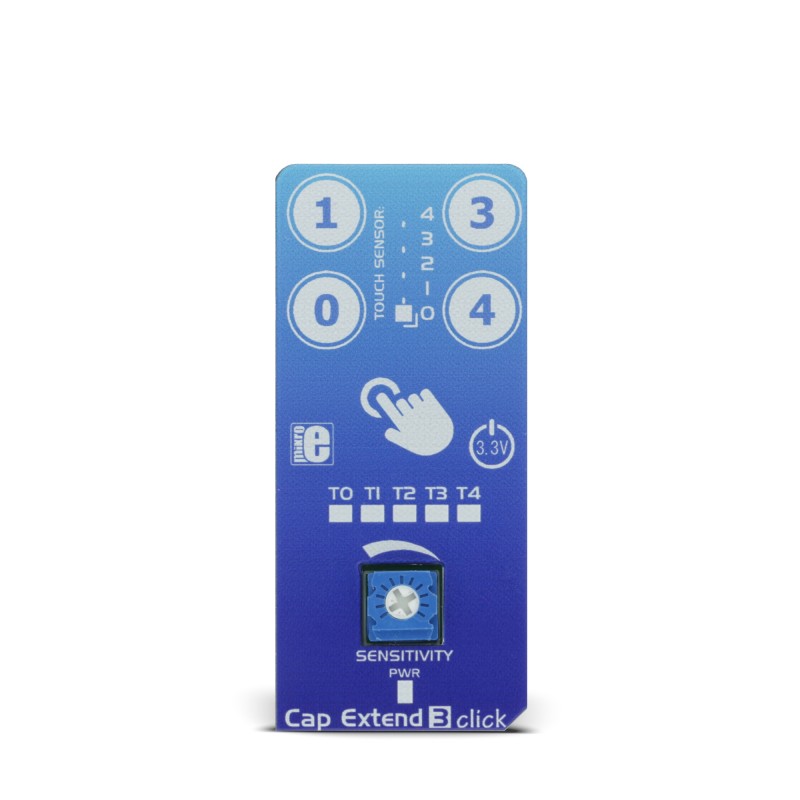 1
3
0
4
TOUCH SENSOR:
4
3
2
1
0
mikro
e
3.3V
T0 T1 T2 T3 T4
SENSITIVITY
PWR
Cap Extend 3 click